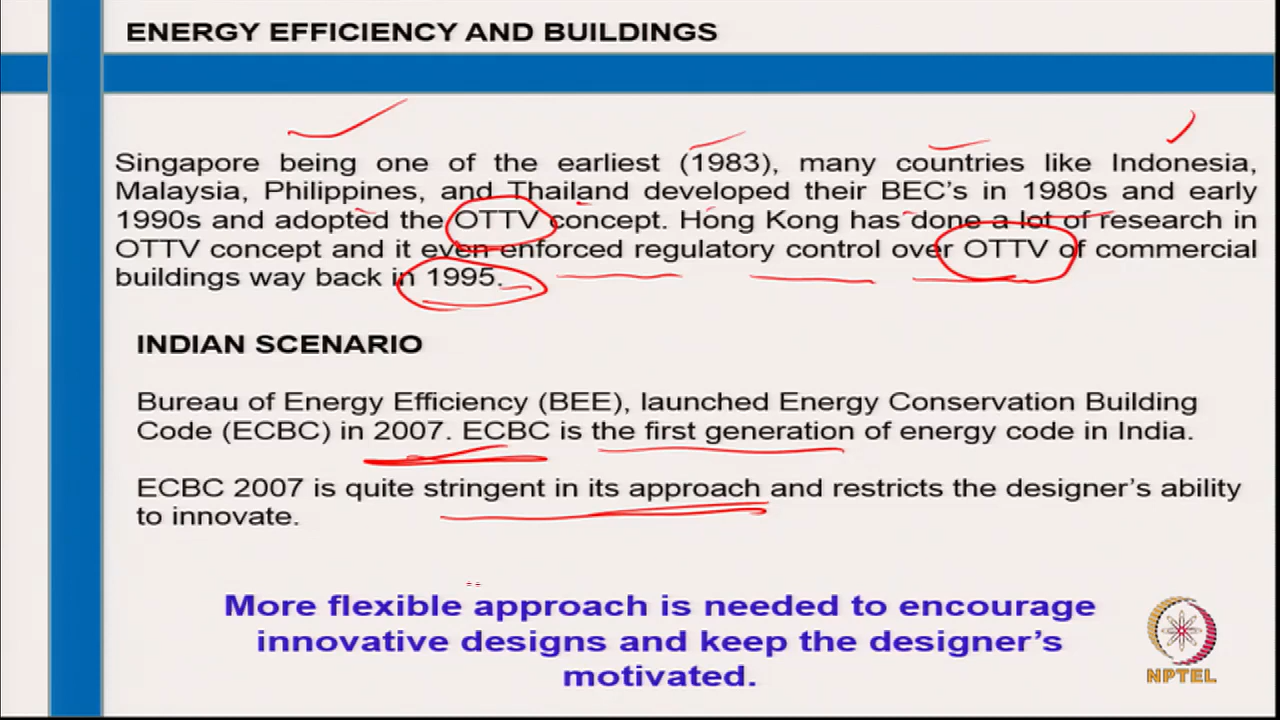 ENERGY EFFICIENCY AND BUILDINGS
Singapore being one of the earliest (1983), many countries like Indonesia,
Malaysia, Philippines, and Thailand developed their BEC's in 1980s and early
1990s and adopted the OTTV concept. Hong Kong has done a lot of research in
OTTV concept and it even enforced regulatory control over OTTV of commercial
buildings way back in 1995.
INDIAN SCENARIO
Bureau of Energy Efficiency (BEE), launched Energy Conservation Building
Code (ECBC) in 2007. ECBC is the first generation of energy code in India.
ECBC 2007 is quite stringent in its approach and restricts the designer's ability
to innovate.
More flexible approach is needed to encourage
innovative designs and keep the designer's
motivated.
NPTEL